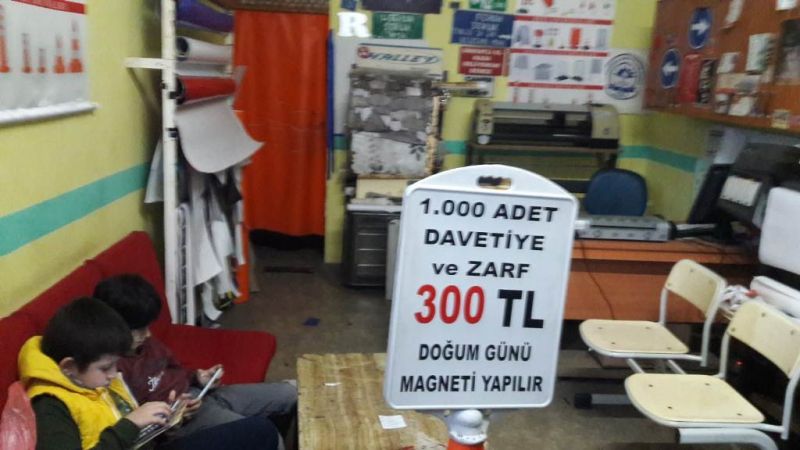 R
VALLEY
1.000 ADET
DAVETİYE
ve ZARF
300 TL
DOĞUM GÜNÜ
MAGNETİ YAPILIR